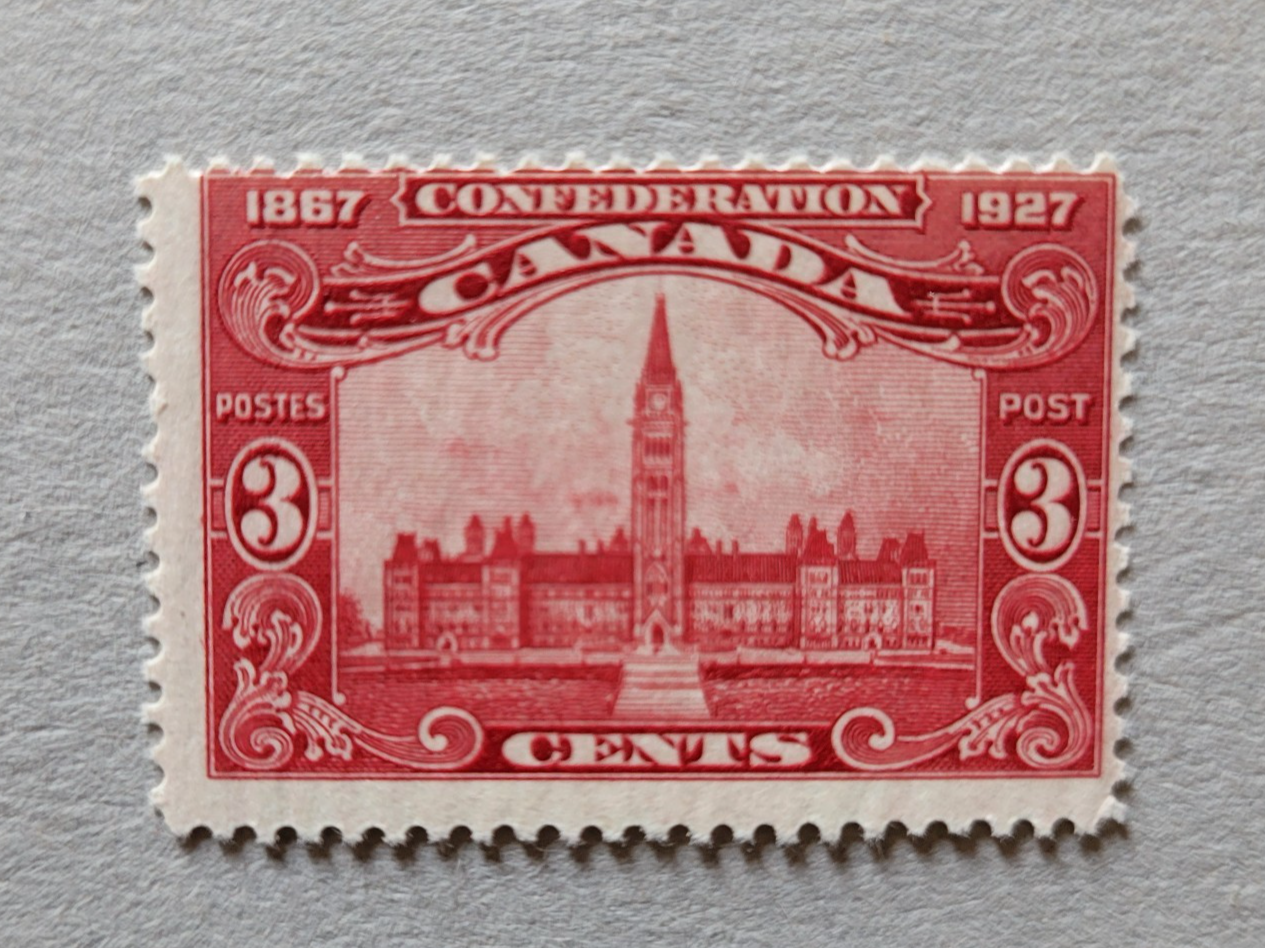 1867 CONFEDERATION 1927
CANADA
POSTES POST
3 3
CENTS